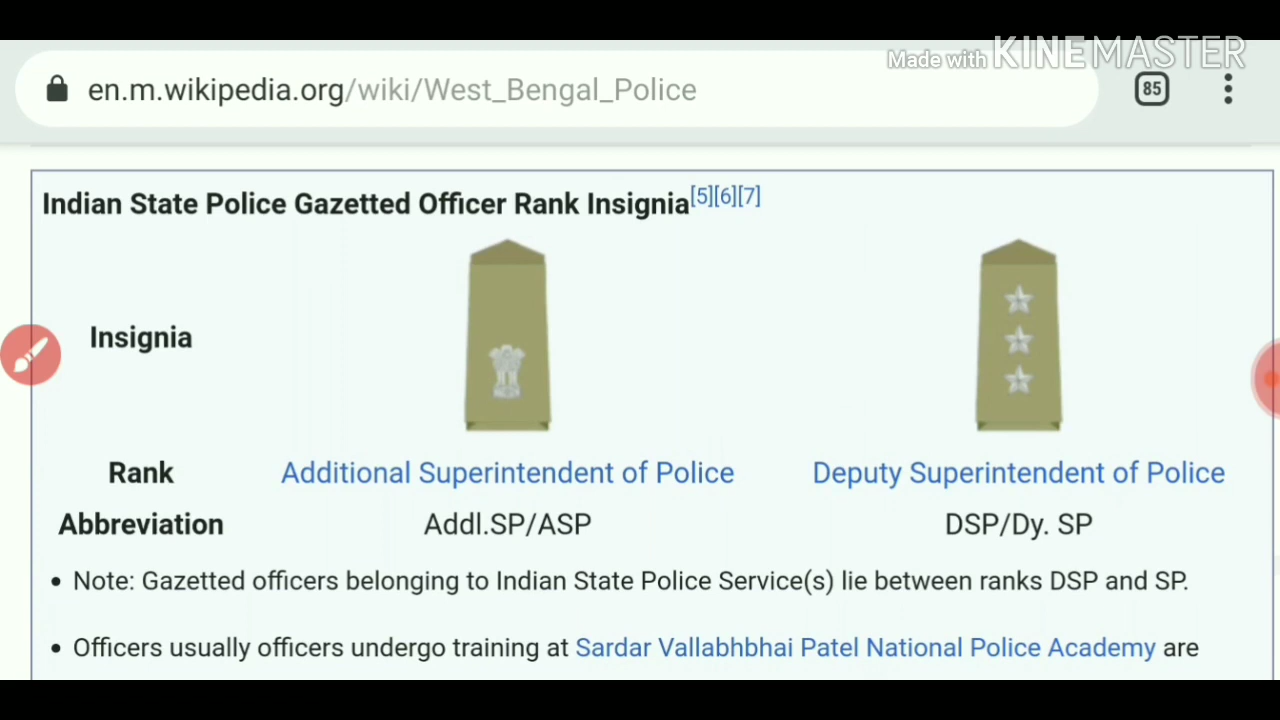 Made with KINEMASTER
en.m.wikipedia.org/wiki/West_Bengal_Police
85
Indian State Police Gazetted Officer Rank Insignia[5][6][7]
Insignia
Rank Additional Superintendent of Police Deputy Superintendent of Police
Abbreviation Addl.SP/ASP DSP/Dy. SP
• Note: Gazetted officers belonging to Indian State Police Service(s) lie between ranks DSP and SP.
• Officers usually officers undergo training at Sardar Vallabhbhai Patel National Police Academy are